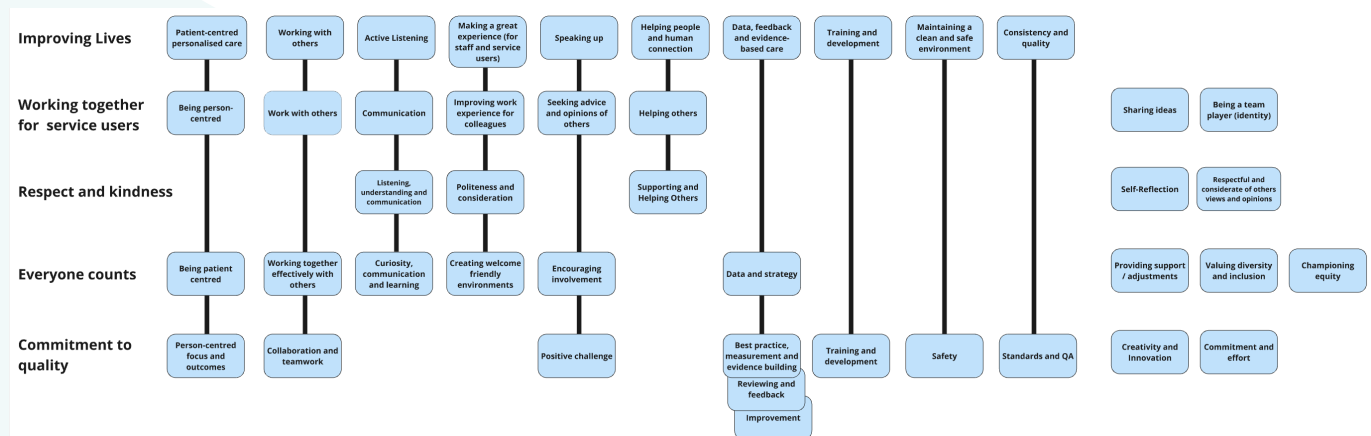 Improving Lives
Patient-centred
personalised care
Working with
others
Active Listening
Making a great
experience (for
staff and service
users)
Speaking up
Helping people
and human
connection
Data, feedback
and evidence-
based care
Training and
development
Maintaining a
clean and safe
environment
Consistency and
quality
Working together
for service users
Being person-
centred
Work with others
Communication
Improving work
experience for
colleagues
Seeking advice
and opinions of
others
Helping others
Sharing ideas
Being a team
player (identity)
Respect and kindness
Listening,
understanding and
communication
Politeness and
consideration
Supporting and
Helping Others
Self-Reflection
Respectful and
considerate of others
views and opinions
Everyone counts
Being patient
centred
Working together
effectively with
others
Curiosity,
communication
and learning
Creating welcome
friendly
environments
Encouraging
involvement
Data and strategy
Providing support
/ adjustments
Valuing diversity
and inclusion
Championing
equity
Commitment to
quality
Person-centred
focus and
outcomes
Collaboration and
teamwork
Positive challenge
Best practice,
measurement and
evidence building
Reviewing and
feedback
Improvement
Training and
development
Safety
Standards and QA
Creativity and
Innovation
Commitment and
effort